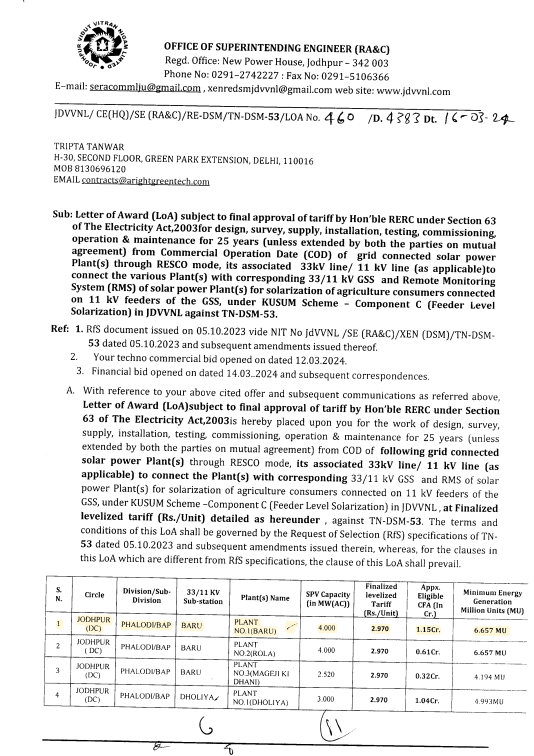 JODHPUR VIDYUT VITRAN NIGAM LIMITED
OFFICE OF SUPERINTENDING ENGINEER (RA&C)
Regd. Office: New Power House, Jodhpur – 342 003
Phone No: 0291–2742227 : Fax No: 0291–5106366
E–mail: seracommlju@gmail.com , xenredsmjdvvnl@gmail.com web site: www.jdvvnl.com
JDVVNL/ CE(HQ)/SE (RA&C)/RE-DSM/TN-DSM-53/LOA No. 460 /D. 4383 Dt. 16-03-24
TRIPTA TANWAR
H-30, SECOND FLOOR, GREEN PARK EXTENSION, DELHI, 110016
MOB 8130696120
EMAIL contracts@arightgreentech.com
Sub: Letter of Award (LoA) subject to final approval of tariff by Hon'ble RERC under Section 63
of The Electricity Act,2003for design, survey, supply, installation, testing, commissioning,
operation & maintenance for 25 years (unless extended by both the parties on mutual
agreement) from Commercial Operation Date (COD) of grid connected solar power
Plant(s) through RESCO mode, its associated 33kV line/ 11 kV line (as applicable)to
connect the various Plant(s) with corresponding 33/11 kV GSS and Remote Monitoring
System (RMS) of solar power Plant(s) for solarization of agriculture consumers connected
on 11 kV feeders of the GSS, under KUSUM Scheme – Component C (Feeder Level
Solarization) in JDVVNL against TN-DSM-53.
Ref: 1. RfS document issued on 05.10.2023 vide NIT No JdVVNL /SE (RA&C)/XEN (DSM)/TN-DSM-
53 dated 05.10.2023 and subsequent amendments issued thereof.
2. Your techno commercial bid opened on dated 12.03.2024.
3. Financial bid opened on dated 14.03..2024 and subsequent correspondences.
A. With reference to your above cited offer and subsequent communications as referred above,
Letter of Award (LoA)subject to final approval of tariff by Hon'ble RERC under Section
63 of The Electricity Act,2003is hereby placed upon you for the work of design, survey,
supply, installation, testing, commissioning, operation & maintenance for 25 years (unless
extended by both the parties on mutual agreement) from COD of following grid connected
solar power Plant(s) through RESCO mode, its associated 33kV line/ 11 kV line (as
applicable) to connect the Plant(s) with corresponding 33/11 kV GSS and RMS of solar
power Plant(s) for solarization of agriculture consumers connected on 11 kV feeders of the
GSS, under KUSUM Scheme –Component C (Feeder Level Solarization) in JDVVNL , at Finalized
levelized tariff (Rs./Unit) detailed as hereunder , against TN-DSM-53. The terms and
conditions of this LoA shall be governed by the Request of Selection (RfS) specifications of TN-
53 dated 05.10.2023 and subsequent amendments issued therein, whereas, for the clauses in
this LoA which are different from RfS clauses, the clause of this LoA shall prevail.
S. N. Circle Division/Sub-Division 33/11 KV Sub-station Plant(s) Name SPV Capacity (in MW(AC)) Finalized levelized Tariff (Rs./Unit) Appx. Eligible CFA (In Cr.) Minimum Energy Generation Million Units (MU)
1 JODHPUR (DC) PHALODI/BAP BARU PLANT NO.1(BARU) 4.000 2.970 1.15Cr. 6.657 MU
2 JODHPUR ( DC) PHALODI/BAP BARU PLANT NO.2(ROLA) 4.000 2.970 0.61Cr. 6.657 MU
3 JODHPUR (DC) PHALODI/BAP BARU PLANT NO.3(MAGEJI KI DHANI) 2.520 2.970 0.32Cr. 4.194 MU
4 JODHPUR (DC) PHALODI/BAP DHOLIYA PLANT NO.1(DHOLIYA) 3.000 2.970 1.04Cr. 4.993MU